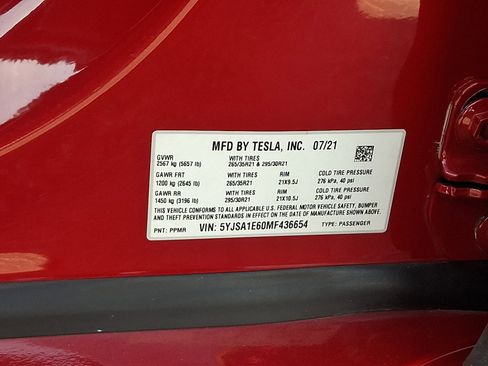 MFD BY TESLA, INC. 07/21
GVWR WITH TIRES
2567 kg (5657 lb) 265/35R21 & 295/30R21
GAWR FRT WITH TIRES RIM COLD TIRE PRESSURE
1200 kg (2645 lb) 265/35R21 21X9.5J 276 kPa, 40 psi
GAWR RR WITH TIRES RIM COLD TIRE PRESSURE
1450 kg (3196 lb) 295/30R21 21X10.5J 276 kPa, 40 psi
THIS VEHICLE CONFORMS TO ALL APPLICABLE U.S. FEDERAL MOTOR VEHICLE SAFETY, BUMPER
AND THEFT PREVENTION STANDARDS IN EFFECT ON THE DATE OF MANUFACTURE SHOWN ABOVE.
PNT: PPMR VIN: 5YJSA1E60MF436654 TYPE: PASSENGER